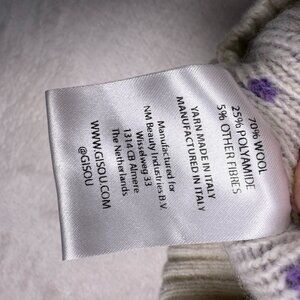 70% WOOL
25% POLYAMIDE
5% OTHER FIBRES
YARN MADE IN ITALY
MANUFACTURED IN ITALY
Manufactured for
NM Beauty Industries B.V.
Wisselweg 33
1314 CB Almere
The Netherlands
WWW.GISOU.COM
@GISOU